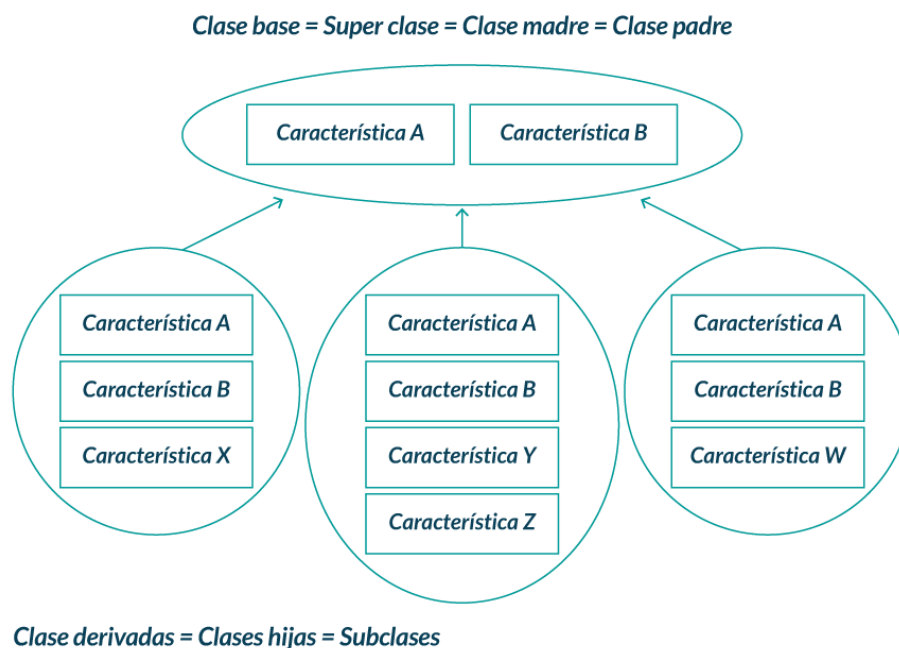 Clase base = Super clase = Clase madre = Clase padre
Característica A
Característica B
Característica A
Característica B
Característica X
Característica A
Característica B
Característica Y
Característica Z
Característica A
Característica B
Característica W
Clase derivadas = Clases hijas = Subclases